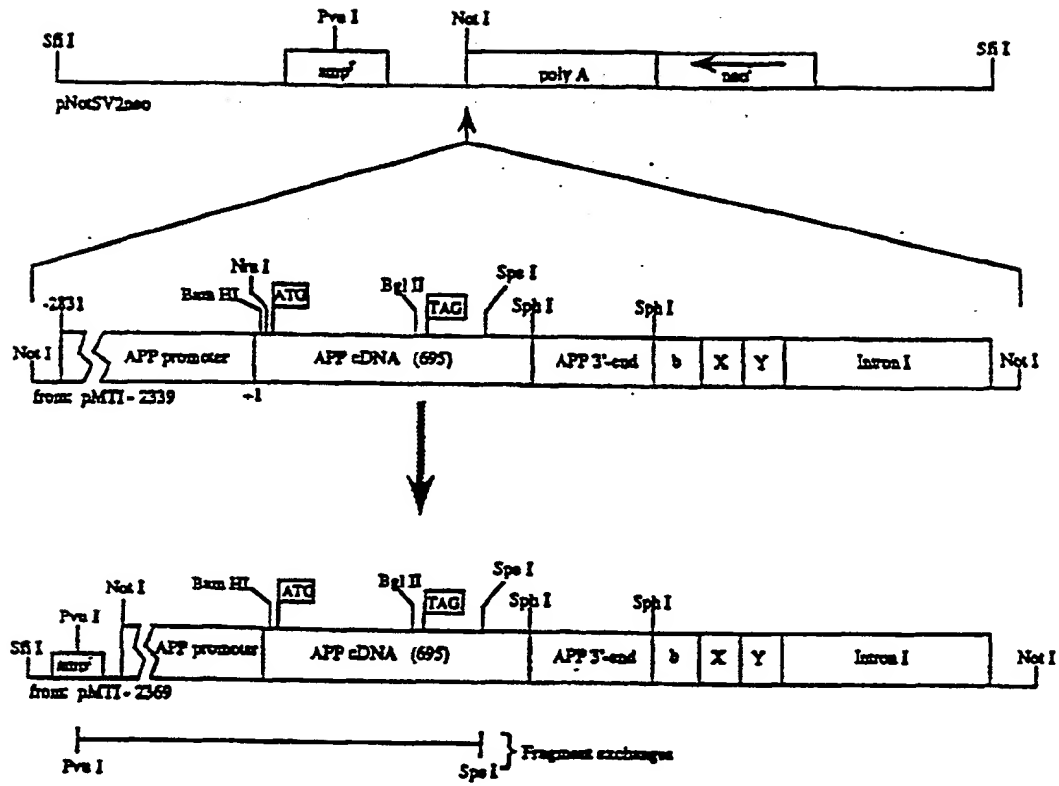 Pvu I
Not I
Sfi I
Sfi I
amp^r
poly A
neo^r
pNotSV2neo
Nru I
Bam HI
ATG
Bgl II
TAG
Spe I
Sph I
Sph I
-2831
Not I
APP promoter
APP cDNA (695)
APP 3'-end
b
X
Y
Intron I
Not I
from: pMTI - 2339
+1
Not I
Bam HI
ATG
Bgl II
TAG
Spe I
Sph I
Sph I
Pvu I
Sfi I
amp^r
APP promoter
APP cDNA (695)
APP 3'-end
b
X
Y
Intron I
Not I
from: pMTI - 2369
Pvu I
Spe I
Fragment exchanges